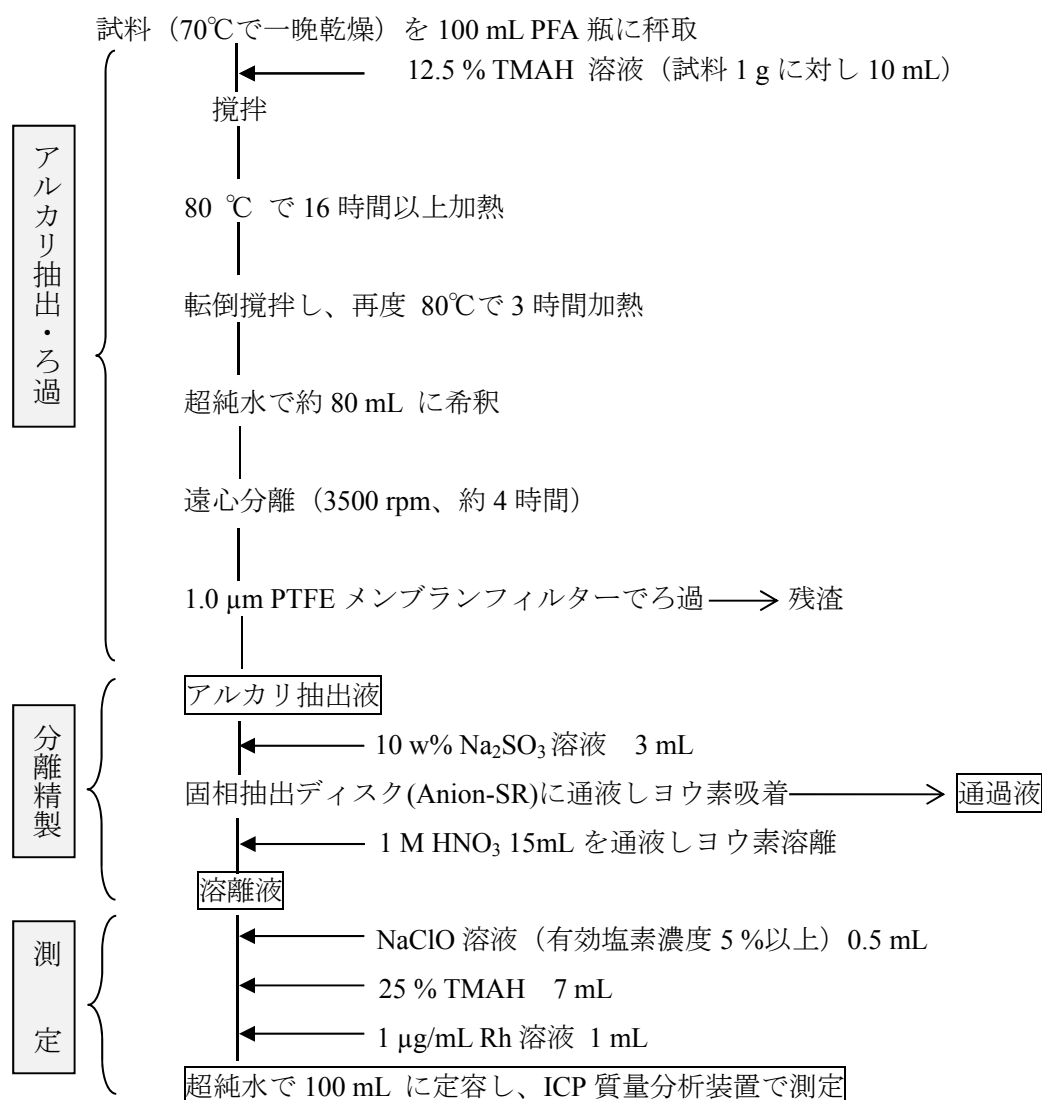 試料（70℃で一晩乾燥）を 100 mL PFA 瓶に秤取
12.5 % TMAH 溶液（試料 1 g に対し 10 mL）
撹拌
80 ℃ で 16 時間以上加熱
転倒撹拌し、再度 80℃で 3 時間加熱
超純水で約 80 mL に希釈
遠心分離（3500 rpm、約 4 時間）
1.0 µm PTFE メンブランフィルターでろ過 残渣
アルカリ抽出・ろ過
アルカリ抽出液
10 w% Na₂SO₃ 溶液 3 mL
固相抽出ディスク(Anion-SR)に通液しヨウ素吸着 通過液
1 M HNO₃ 15mL を通液しヨウ素溶離
溶離液
分離精製
NaClO 溶液（有効塩素濃度 5 %以上）0.5 mL
25 % TMAH 7 mL
1 µg/mL Rh 溶液 1 mL
超純水で 100 mL に定容し、ICP 質量分析装置で測定
測定